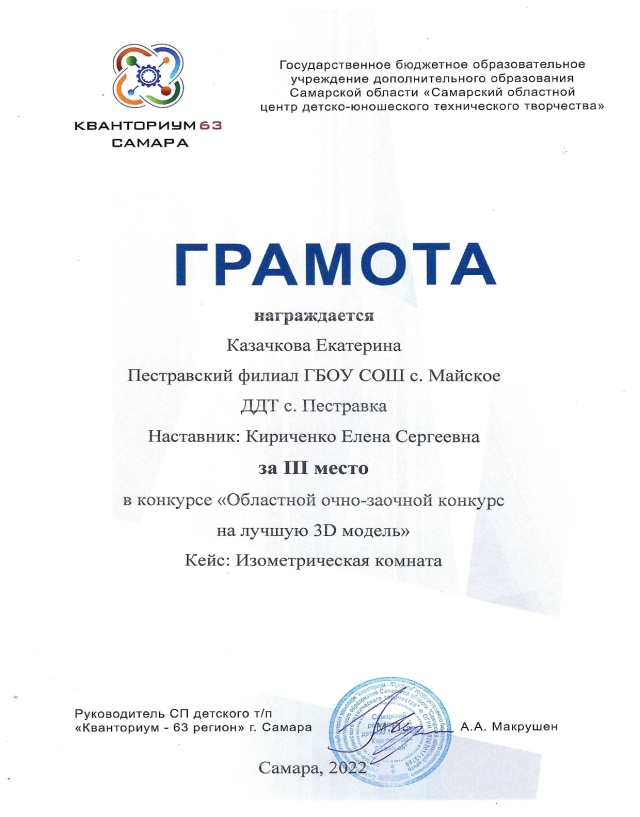 КВАНТОРИУМ 63
САМАРА
Государственное бюджетное образовательное
учреждение дополнительного образования
Самарской области «Самарский областной
центр детско-юношеского технического творчества»
ГРАМОТА
награждается
Казачкова Екатерина
Пестравский филиал ГБОУ СОШ с. Майское
ДДТ с. Пестравка
Наставник: Кириченко Елена Сергеевна
за III место
в конкурсе «Областной очно-заочной конкурс
на лучшую 3D модель»
Кейс: Изометрическая комната
Руководитель СП детского т/п
«Кванториум - 63 регион» г. Самара
А.А. Макрушен
Самара, 2022